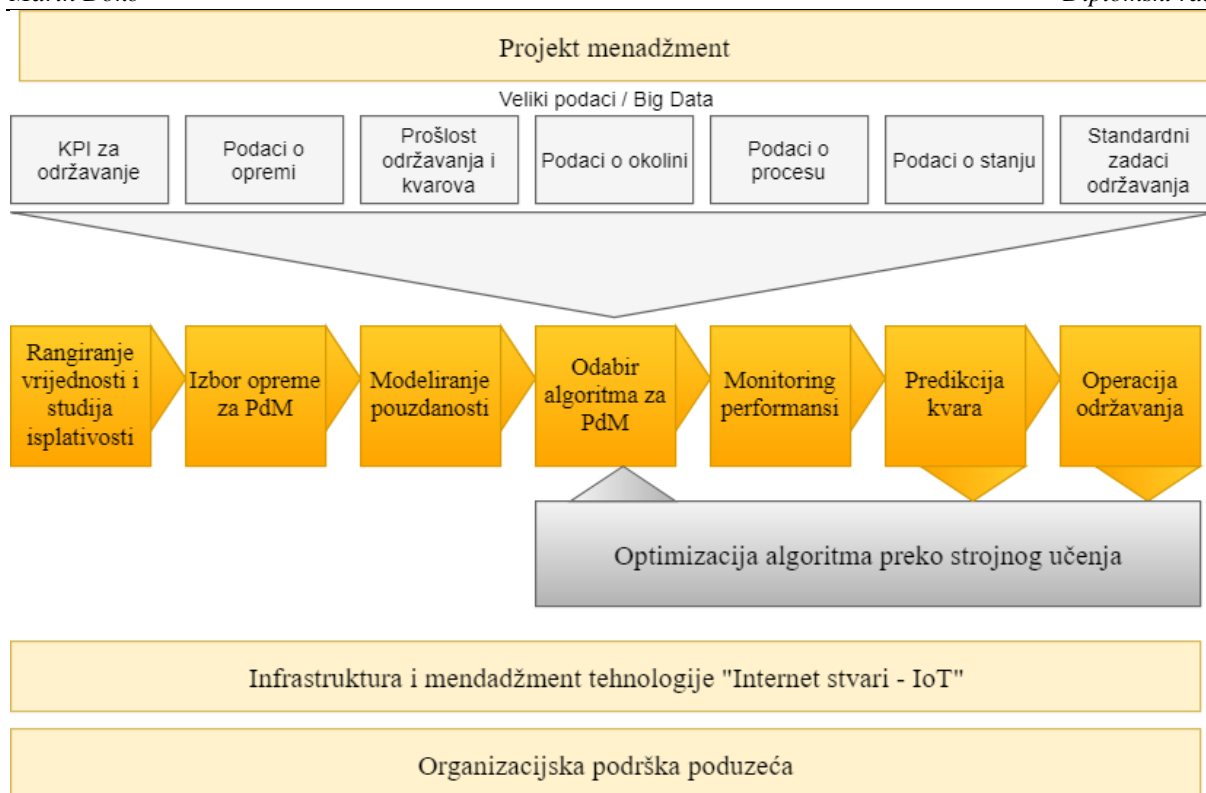 Projekt menadžment
Veliki podaci / Big Data
KPI za
održavanje
Podaci o
opremi
Prošlost
održavanja i
kvarova
Podaci o okolini
Podaci o
procesu
Podaci o stanju
Standardni
zadaci
održavanja
Rangiranje
vrijednosti i
studija
isplativosti
Izbor opreme
za PdM
Modeliranje
pouzdanosti
Odabir
algoritma za
PdM
Monitoring
performansi
Predikcija
kvara
Operacija
održavanja
Optimizacija algoritma preko strojnog učenja
Infrastruktura i mendadžment tehnologije "Internet stvari - IoT"
Organizacijska podrška poduzeća